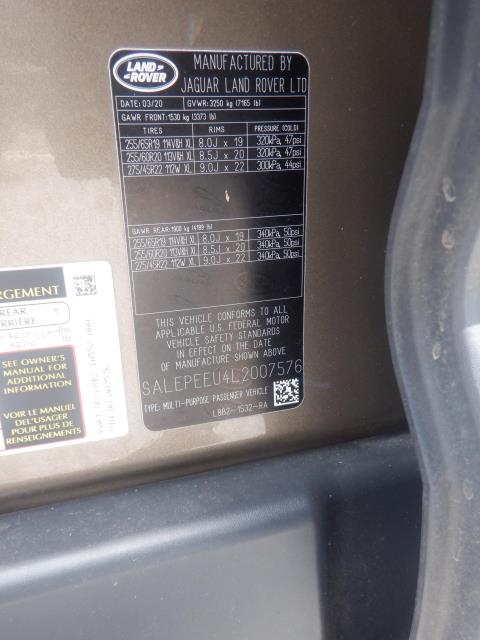 LAND
ROVER
MANUFACTURED BY
JAGUAR LAND ROVER LTD
DATE: 03/20 GVWR: 3250 kg (7165 lb)
GAWR FRONT: 1530 kg (3373 lb)
TIRES RIMS PRESSURE (COLD)
255/65R19 114V&H XL 8.0J x 19 320kPa, 47psi
255/60R20 113V&H XL 8.5J x 20 320kPa, 47psi
275/45R22 112W XL 9.0J x 22 300kPa, 44psi
GAWR REAR: 1900 kg (4189 lb)
255/65R19 114V&H XL 8.0J x 19 340kPa, 50psi
255/60R20 113V&H XL 8.5J x 20 340kPa, 50psi
275/45R22 112W XL 9.0J x 22 340kPa, 50psi
THIS VEHICLE CONFORMS TO ALL
APPLICABLE U.S. FEDERAL MOTOR
VEHICLE SAFETY STANDARDS IN EFFECT
ON THE DATE OF MANUFACTURE SHOWN ABOVE
SALEPEEU4L2007576
TYPE: MULTI-PURPOSE PASSENGER VEHICLE
L8B2-1532-RA
RGEMENT
REAR
RRIÈRE
SEE OWNER'S
MANUAL FOR
ADDITIONAL
INFORMATION
VOIR LE MANUEL
DE L'USAGER
POUR PLUS DE
RENSEIGNEMENTS